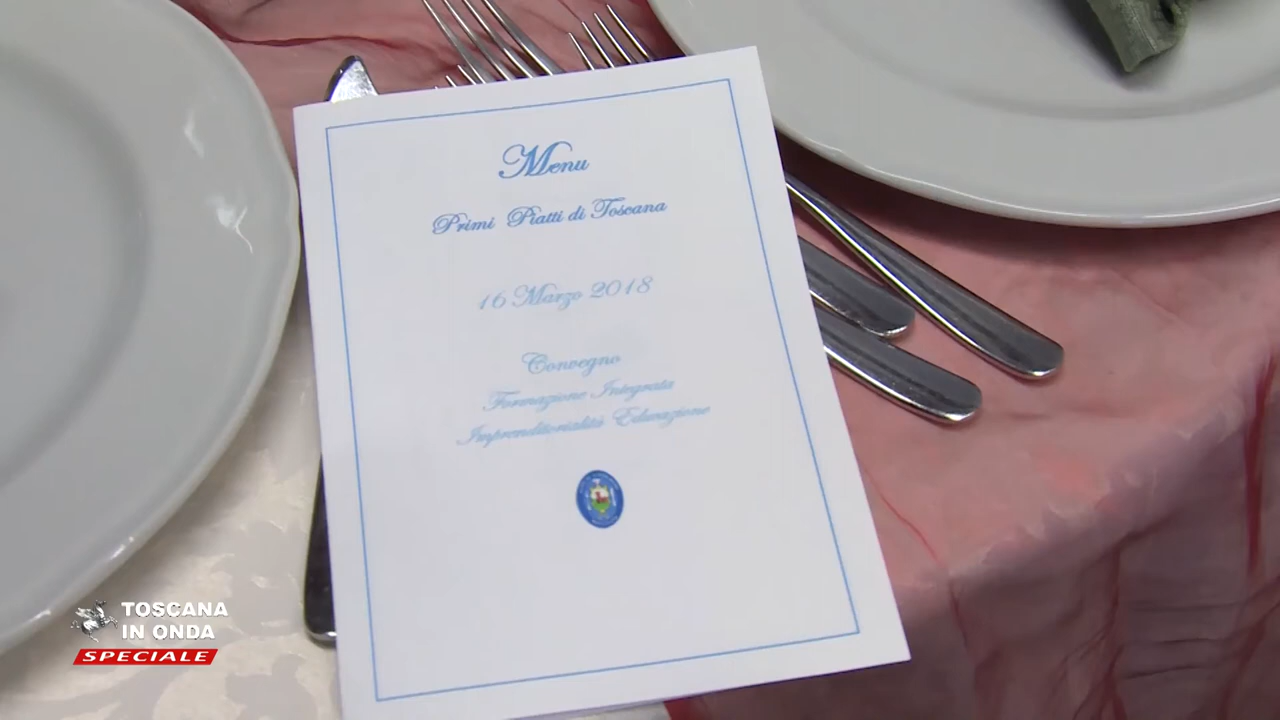 Menu
Primi Piatti di Toscana
16 Marzo 2018
Convegno
Formazione Integrata
Imprenditorialità Educazione
TOSCANA
IN ONDA
SPECIALE